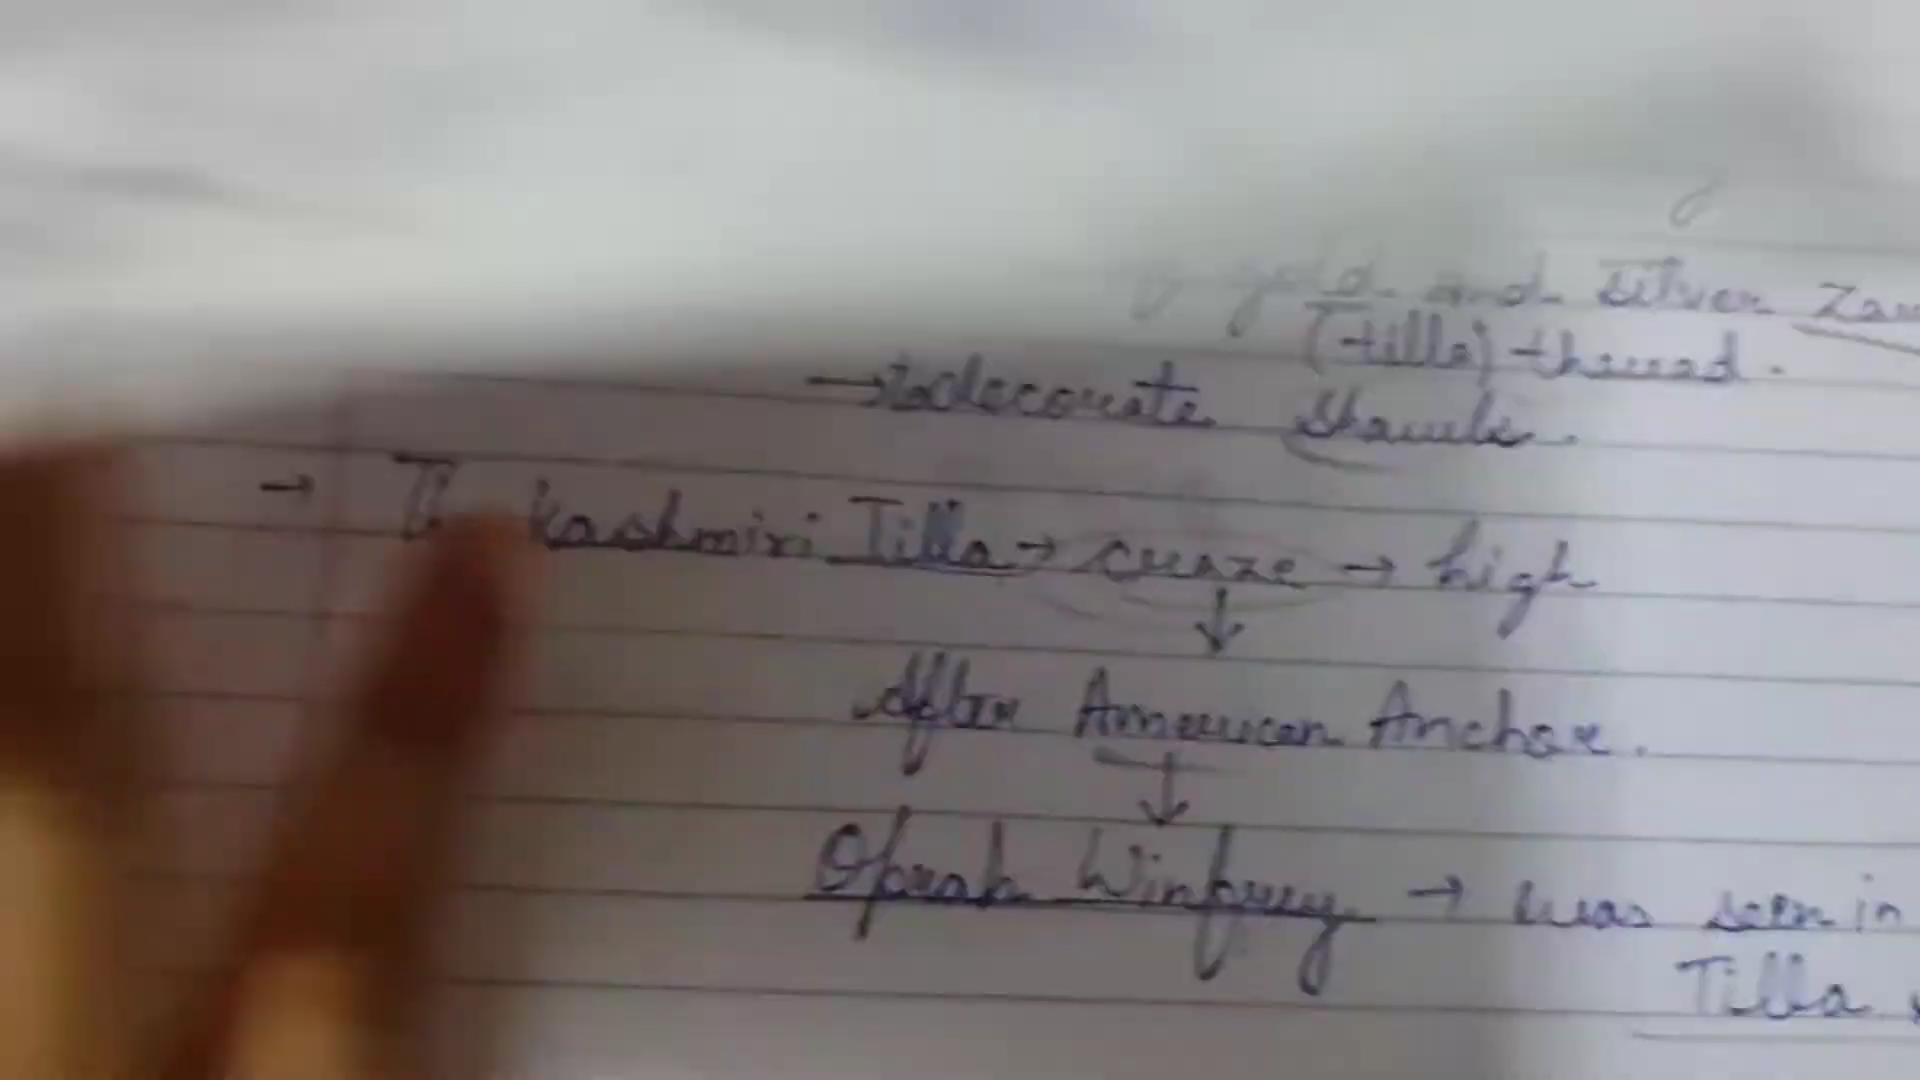 gold and silver
(tilla) thread.
→ to decorate shawls.
→ The kashmiri Tilla → craze → high
↓
After American Anchor.
↓
Oprah Winfrey → was seen in
Tilla